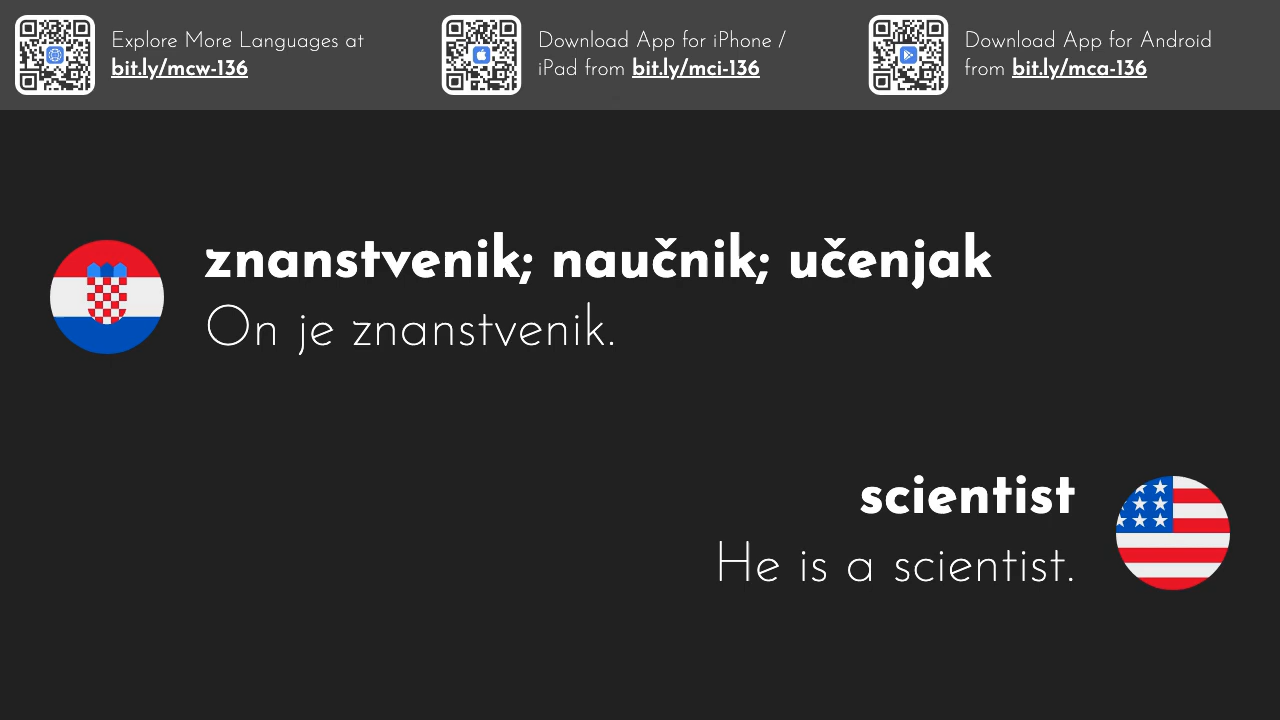 Explore More Languages at
bit.ly/mcw-136
Download App for iPhone /
iPad from bit.ly/mci-136
Download App for Android
from bit.ly/mca-136
znanstvenik; naučnik; učenjak
On je znanstvenik.
scientist
He is a scientist.